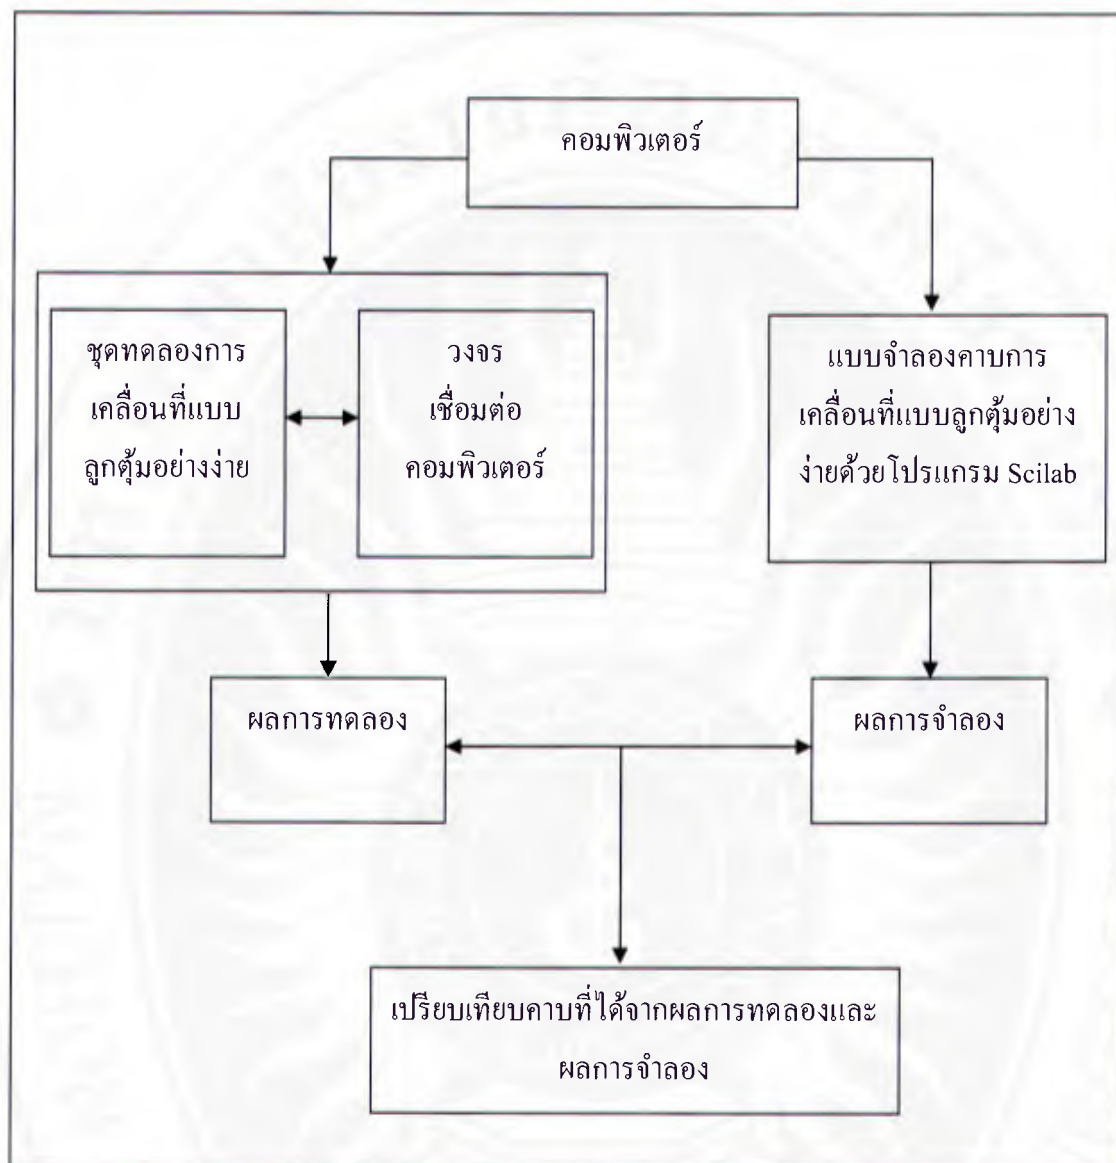 คอมพิวเตอร์
ชุดทดลองการ
เคลื่อนที่แบบ
ลูกตุ้มอย่างง่าย
วงจร
เชื่อมต่อ
คอมพิวเตอร์
แบบจำลองคาบการ
เคลื่อนที่แบบลูกตุ้มอย่าง
ง่ายด้วยโปรแกรม Scilab
ผลการทดลอง
ผลการจำลอง
เปรียบเทียบคาบที่ได้จากผลการทดลองและ
ผลการจำลอง